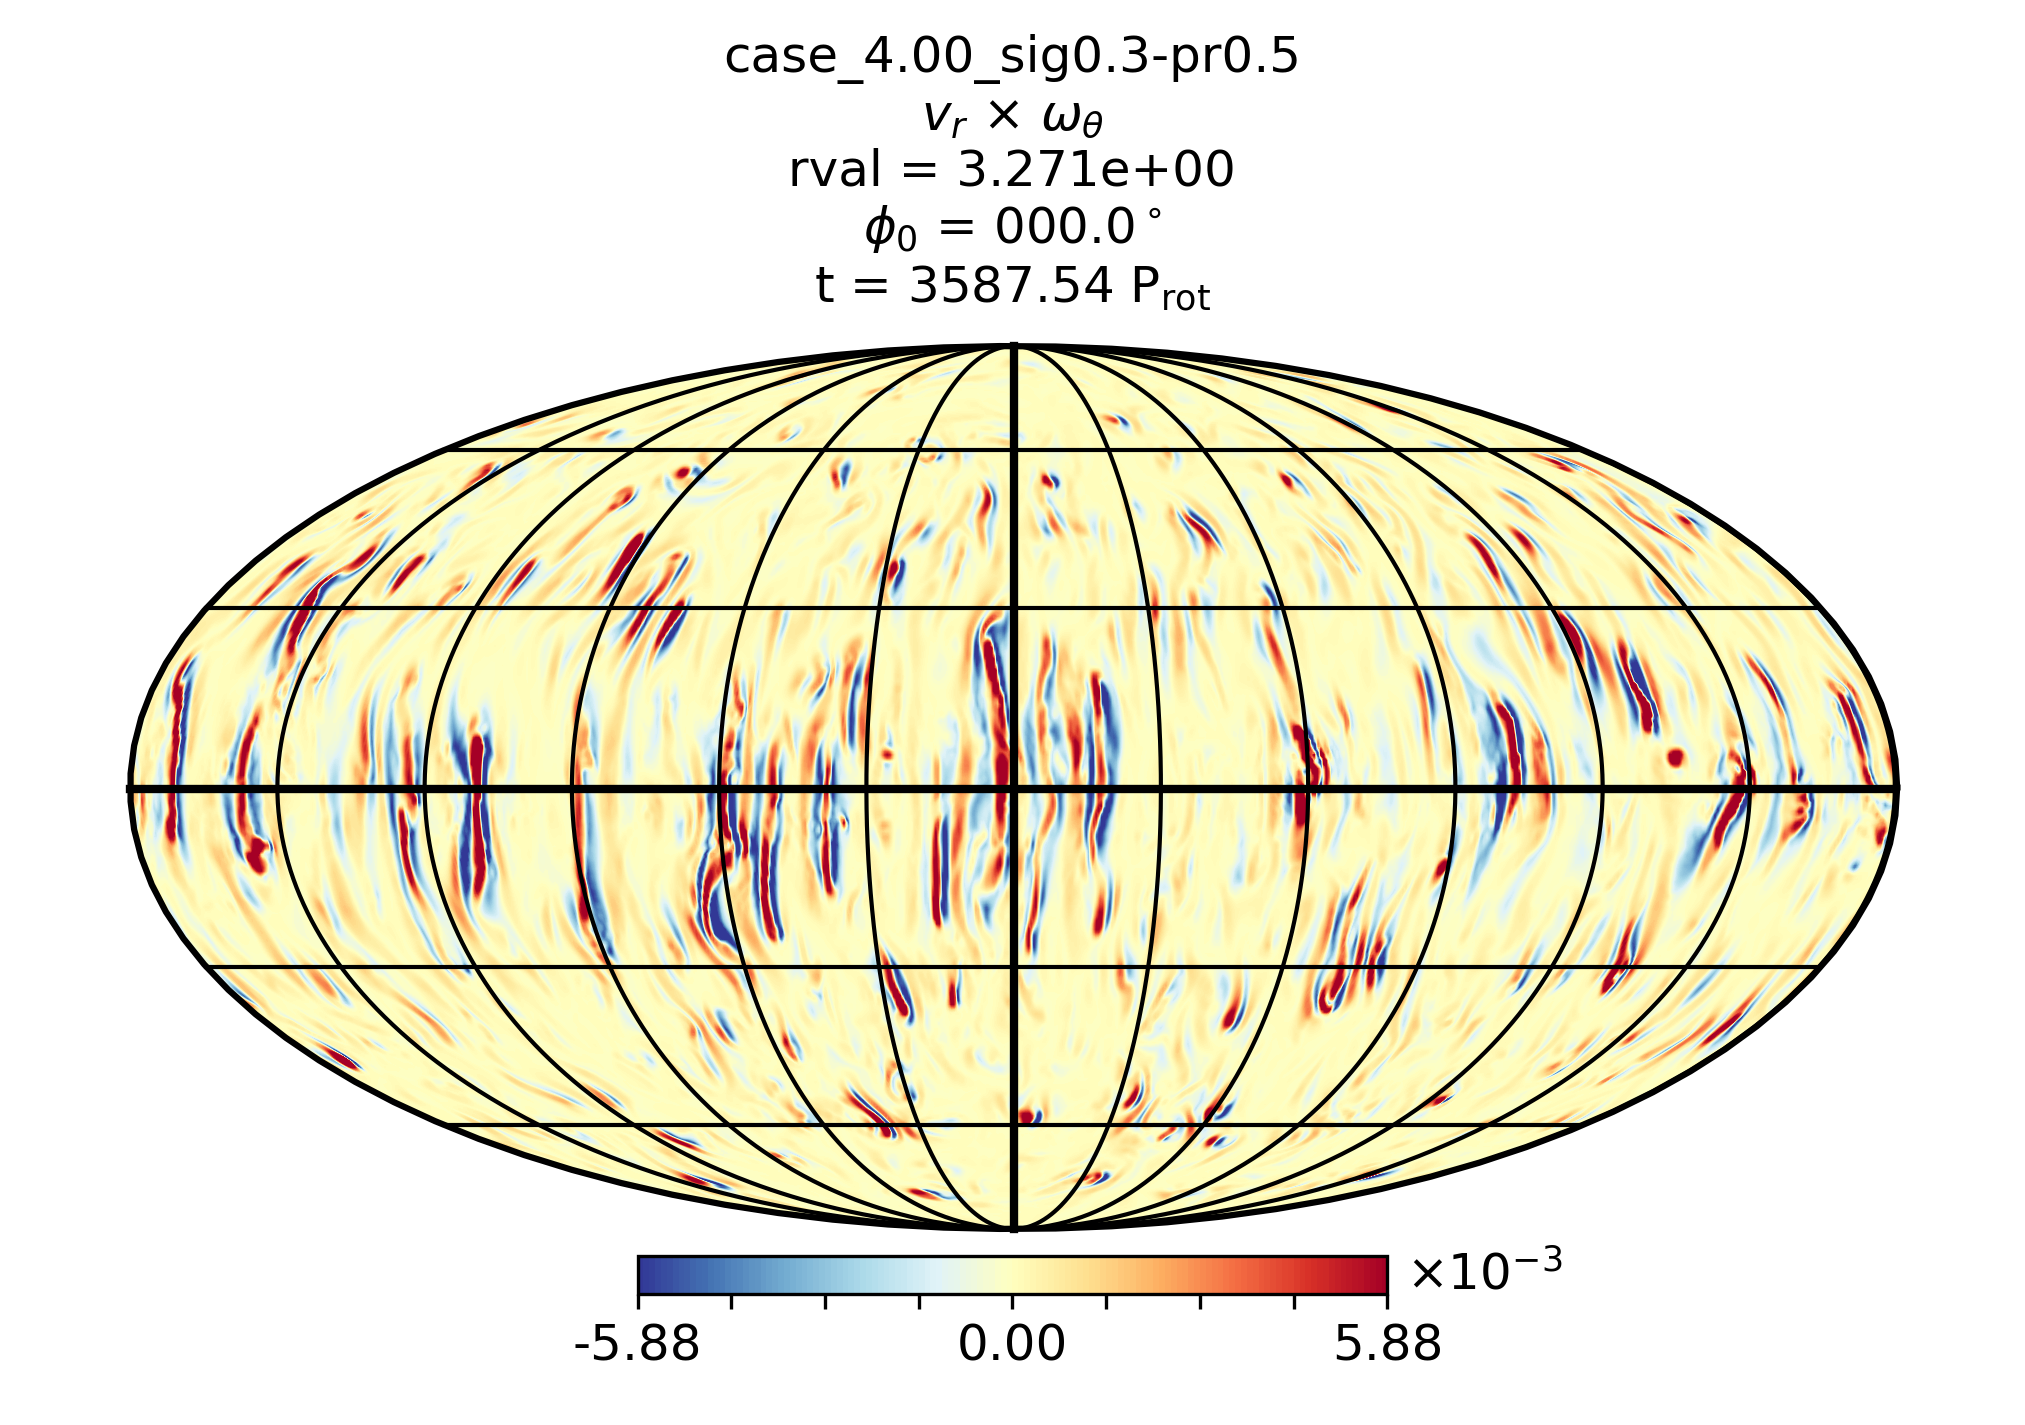 case_4.00_sig0.3-pr0.5
v_r × ω_θ
rval = 3.271e+00
ϕ_0 = 000.0°
t = 3587.54 P_rot
×10^−3
-5.88 0.00 5.88